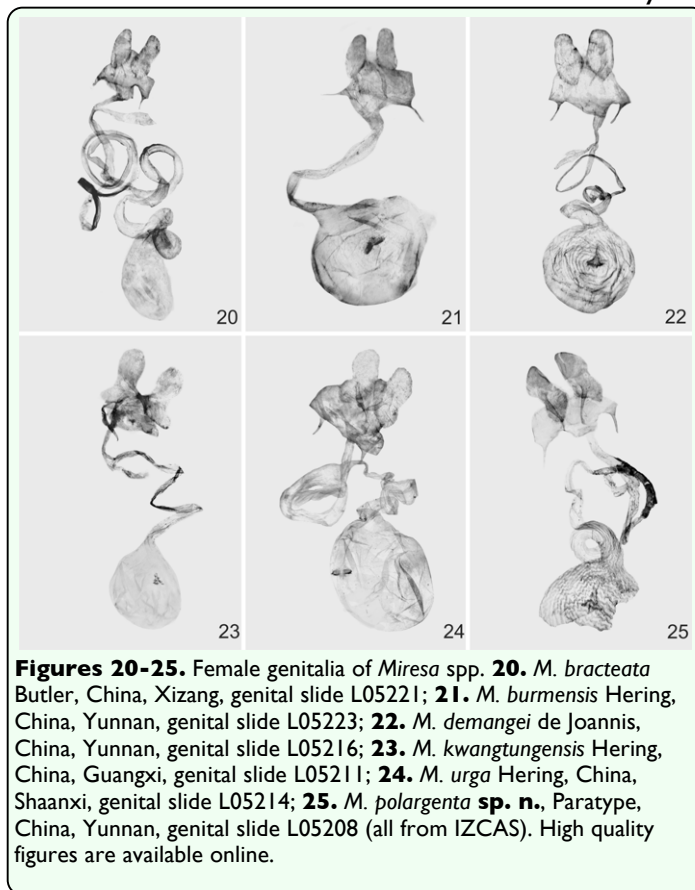 20
21
22
23
24
25
Figures 20-25. Female genitalia of Miresa spp. 20. M. bracteata
Butler, China, Xizang, genital slide L05221; 21. M. burmensis Hering,
China, Yunnan, genital slide L05223; 22. M. demangei de Joannis,
China, Yunnan, genital slide L05216; 23. M. kwangtungensis Hering,
China, Guangxi, genital slide L05211; 24. M. urga Hering, China,
Shaanxi, genital slide L05214; 25. M. polargenta sp. n., Paratype,
China, Yunnan, genital slide L05208 (all from IZCAS). High quality
figures are available online.